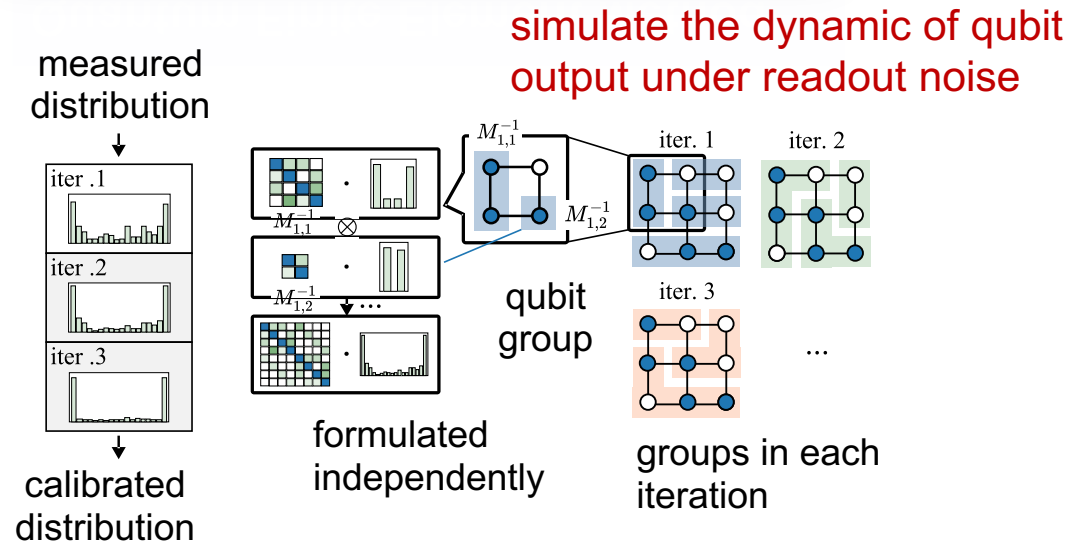 simulate the dynamic of qubit
output under readout noise
measured
distribution
iter .1
iter .2
iter .3
calibrated
distribution
M_{1,1}^{-1}
⊗
M_{1,2}^{-1}
...
formulated
independently
M_{1,1}^{-1}
M_{1,2}^{-1}
qubit
group
iter. 1
iter. 2
iter. 3
...
groups in each
iteration